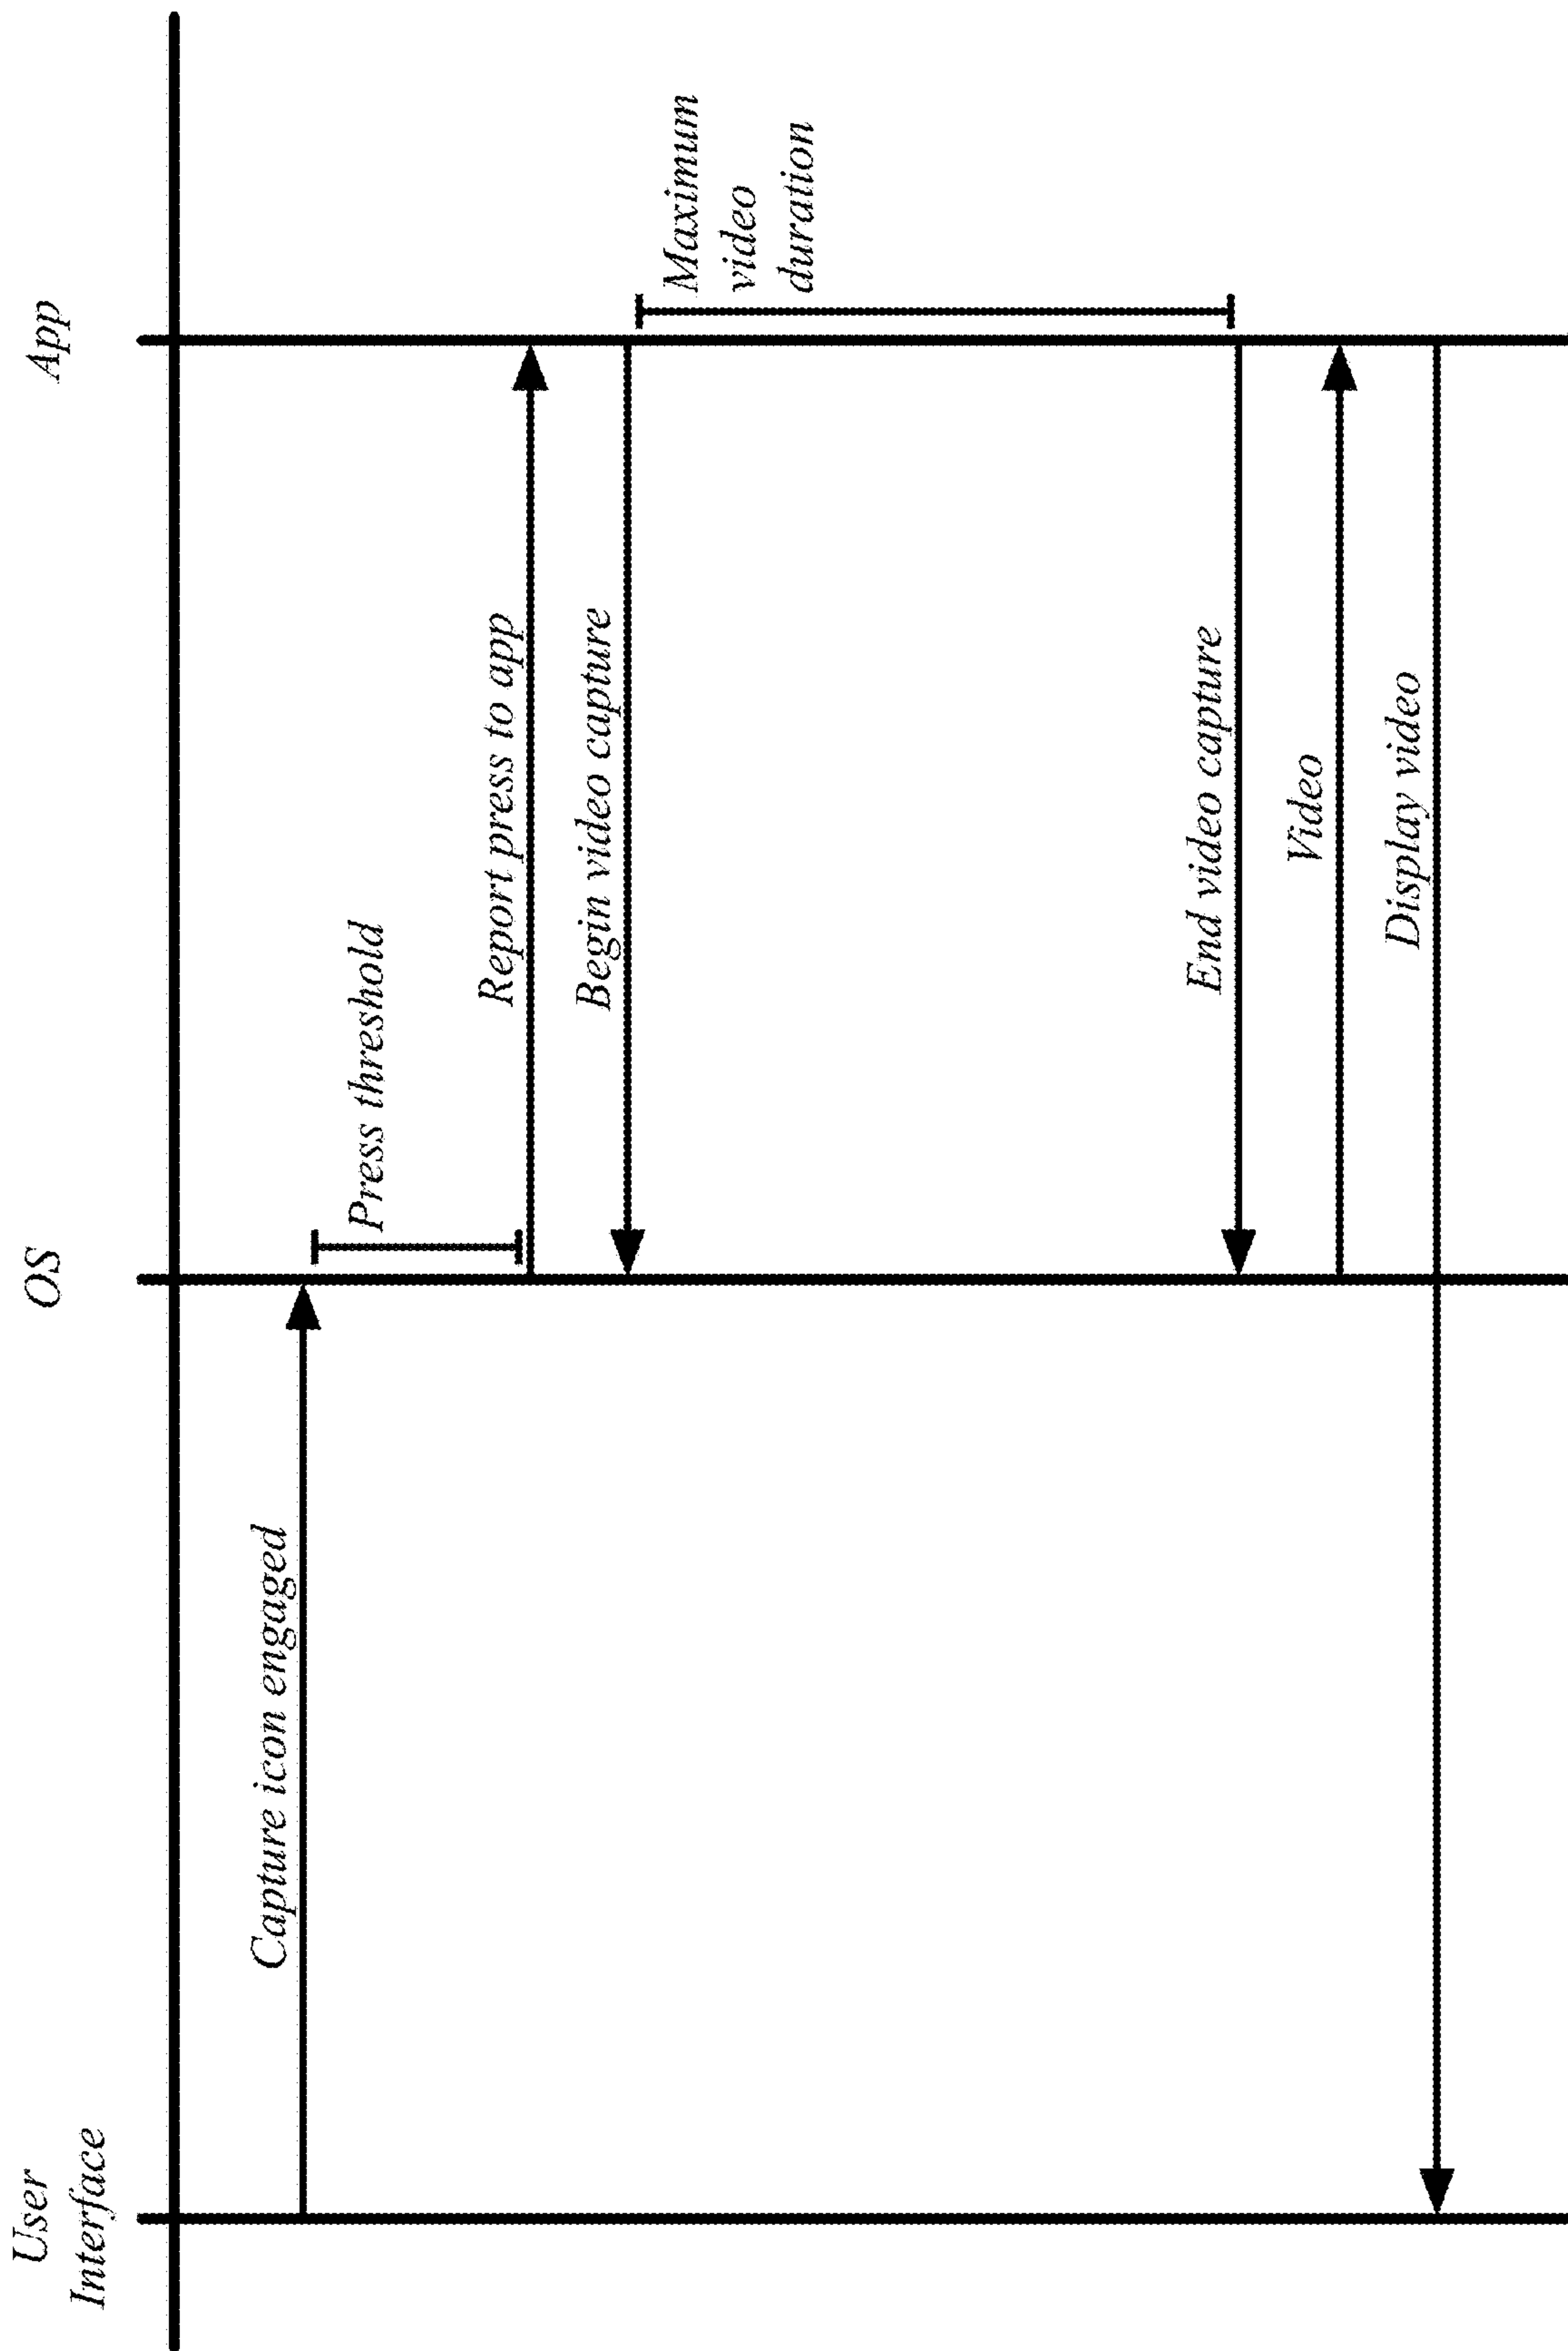 User
Interface
OS
App
Capture icon engaged
Press threshold
Report press to app
Begin video capture
Maximum
video
duration
End video capture
Video
Display video